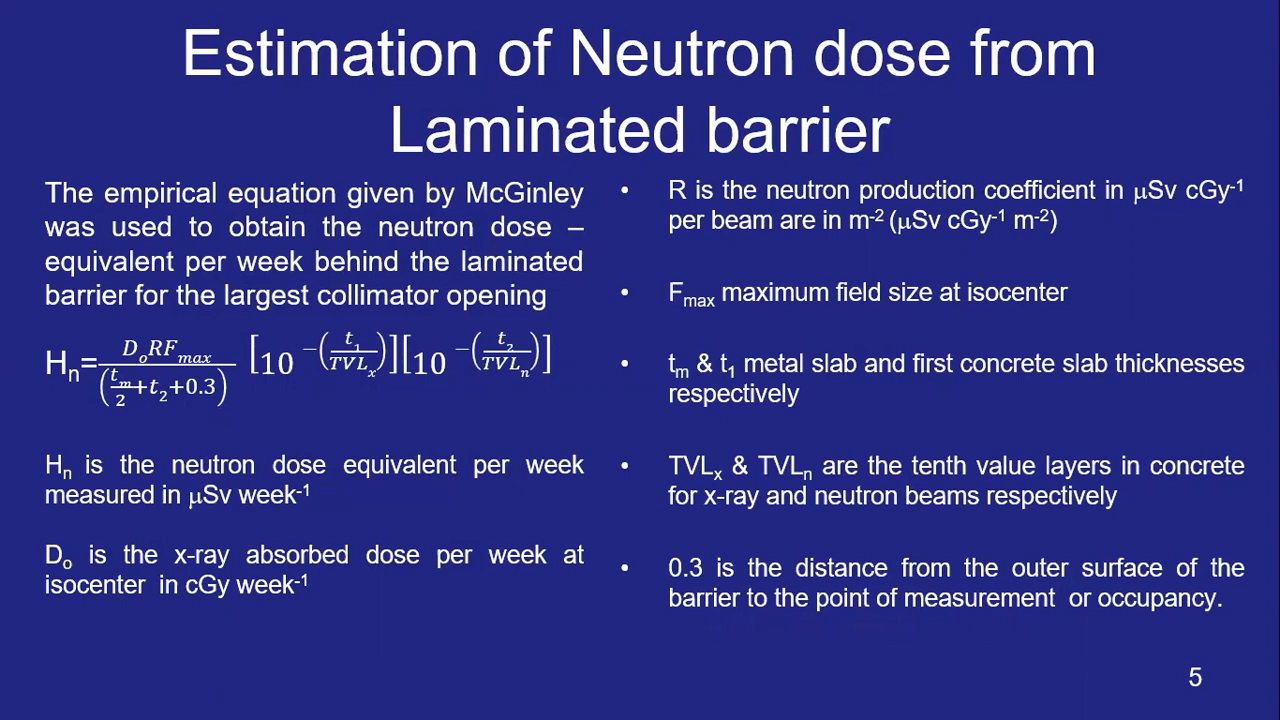 Estimation of Neutron dose from
Laminated barrier
The empirical equation given by McGinley
was used to obtain the neutron dose –
equivalent per week behind the laminated
barrier for the largest collimator opening
Hₙ= DₒRFₘₐₓ / (tₘ/2+t₂+0.3) [10^−(t₁/TVLₓ)][10^−(t₂/TVLₙ)]
Hₙ is the neutron dose equivalent per week
measured in μSv week⁻¹
Dₒ is the x-ray absorbed dose per week at
isocenter in cGy week⁻¹
• R is the neutron production coefficient in μSv cGy⁻¹
per beam are in m⁻² (μSv cGy⁻¹ m⁻²)
• Fₘₐₓ maximum field size at isocenter
• tₘ & t₁ metal slab and first concrete slab thicknesses
respectively
• TVLₓ & TVLₙ are the tenth value layers in concrete
for x-ray and neutron beams respectively
• 0.3 is the distance from the outer surface of the
barrier to the point of measurement or occupancy.
5